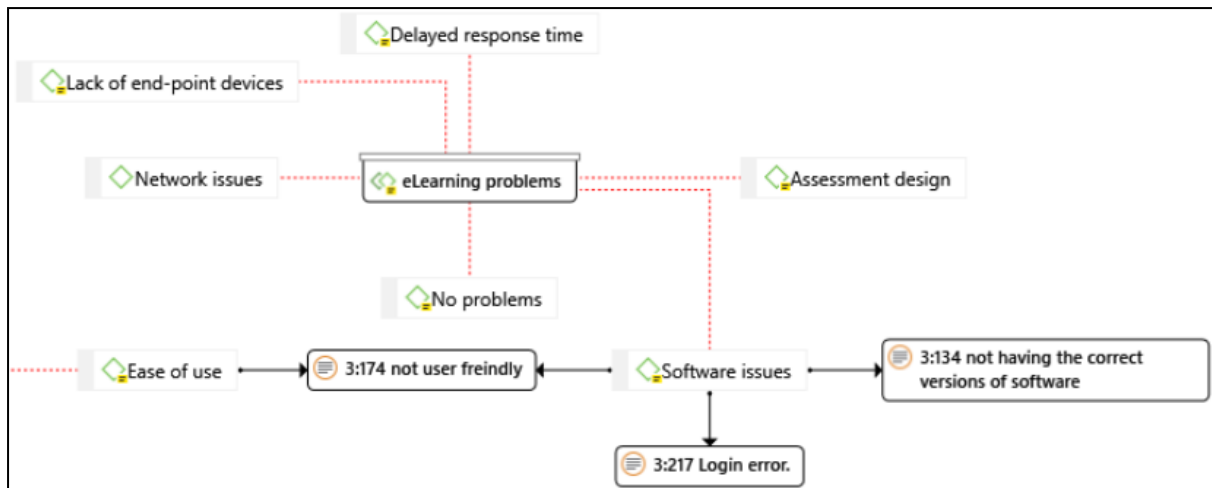 Delayed response time
Lack of end-point devices
Network issues
eLearning problems
Assessment design
No problems
Ease of use
3:174 not user freindly
Software issues
3:134 not having the correct
versions of software
3:217 Login error.